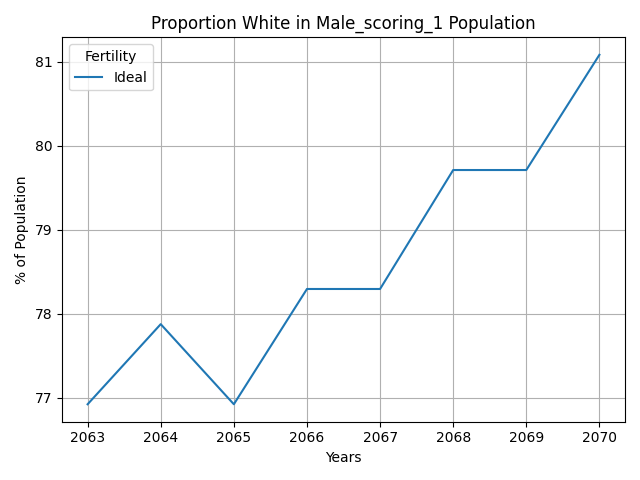 Proportion White in Male_scoring_1 Population
Fertility
Ideal
% of Population
81
80
79
78
77
2063 2064 2065 2066 2067 2068 2069 2070
Years